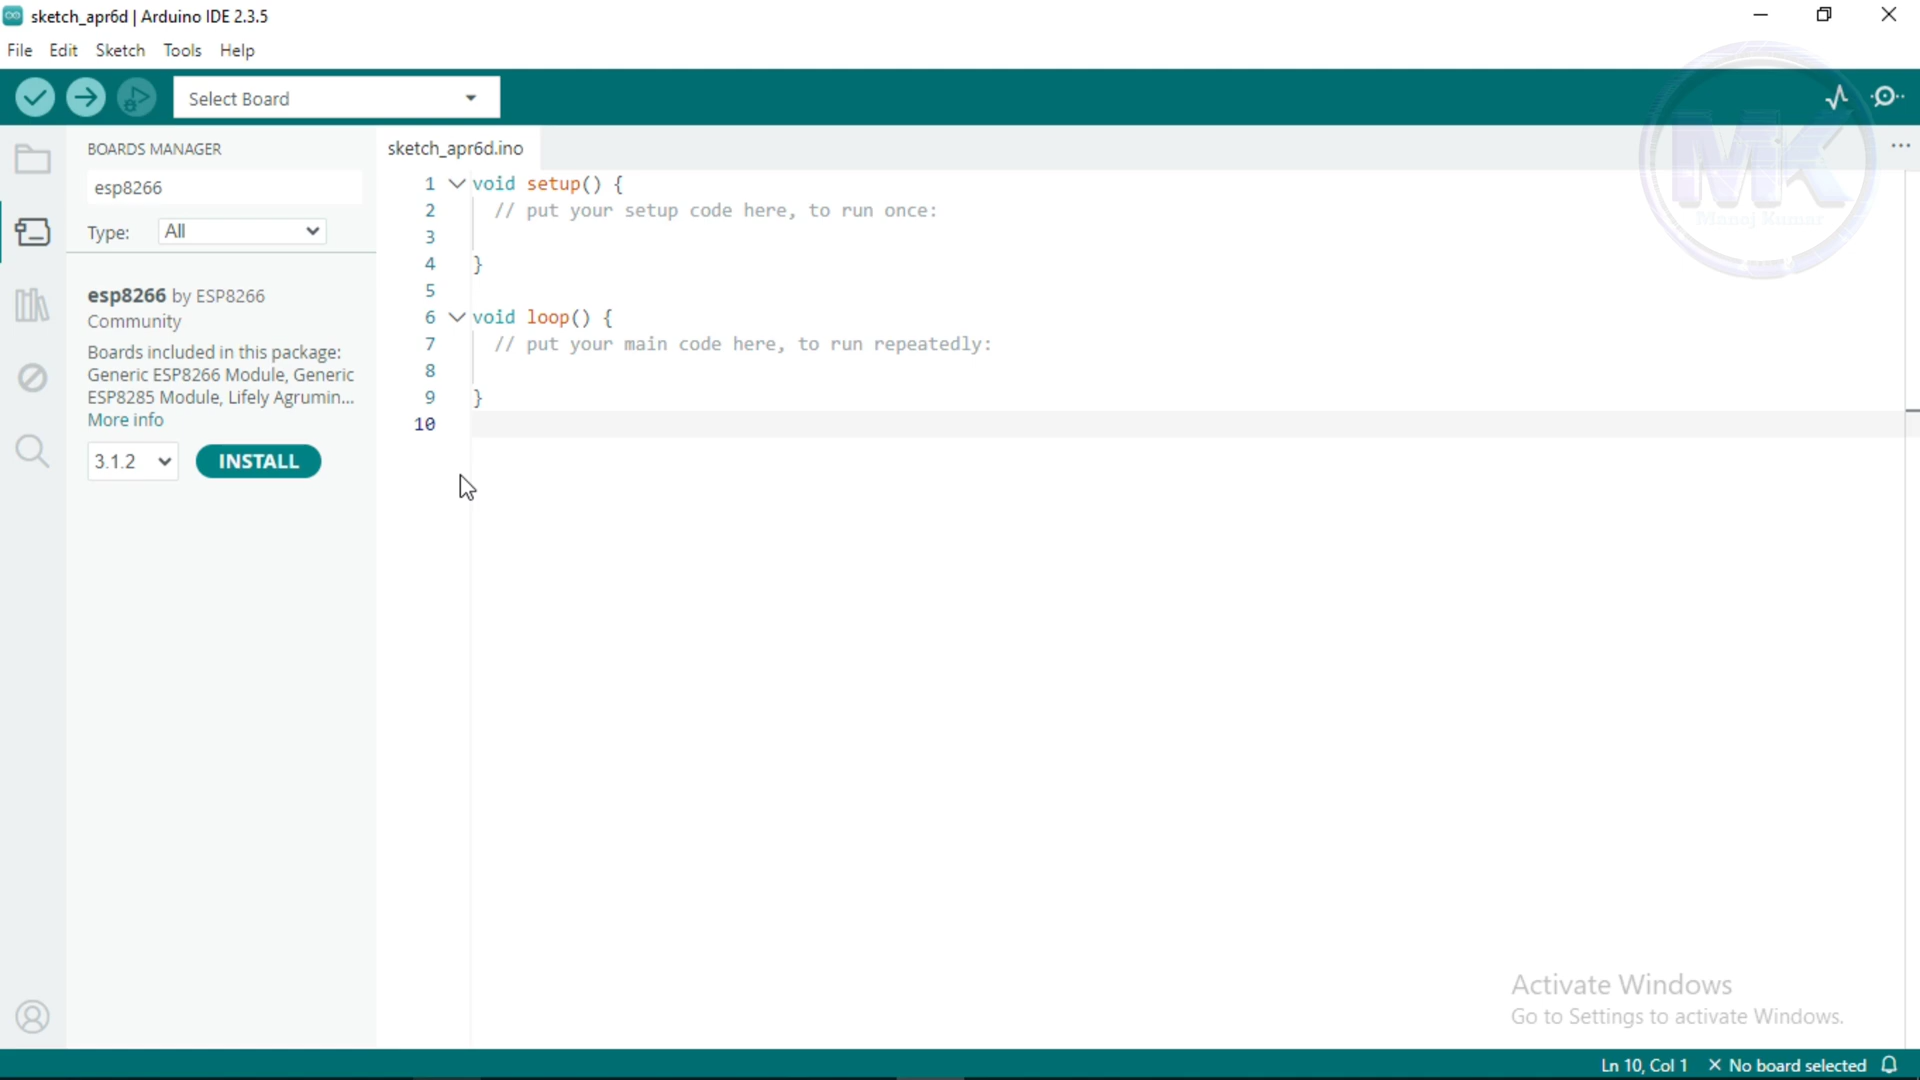 sketch_apr6d | Arduino IDE 2.3.5
File Edit Sketch Tools Help
Select Board
BOARDS MANAGER
esp8266
Type: All
esp8266 by ESP8266
Community
Boards included in this package:
Generic ESP8266 Module, Generic
ESP8285 Module, Lifely Agrumin...
More info
3.1.2 INSTALL
sketch_apr6d.ino
1 void setup() {
2 // put your setup code here, to run once:
3
4 }
5
6 void loop() {
7 // put your main code here, to run repeatedly:
8
9 }
10
MK
Manoj Kumar
Activate Windows
Go to Settings to activate Windows.
Ln 10, Col 1 × No board selected